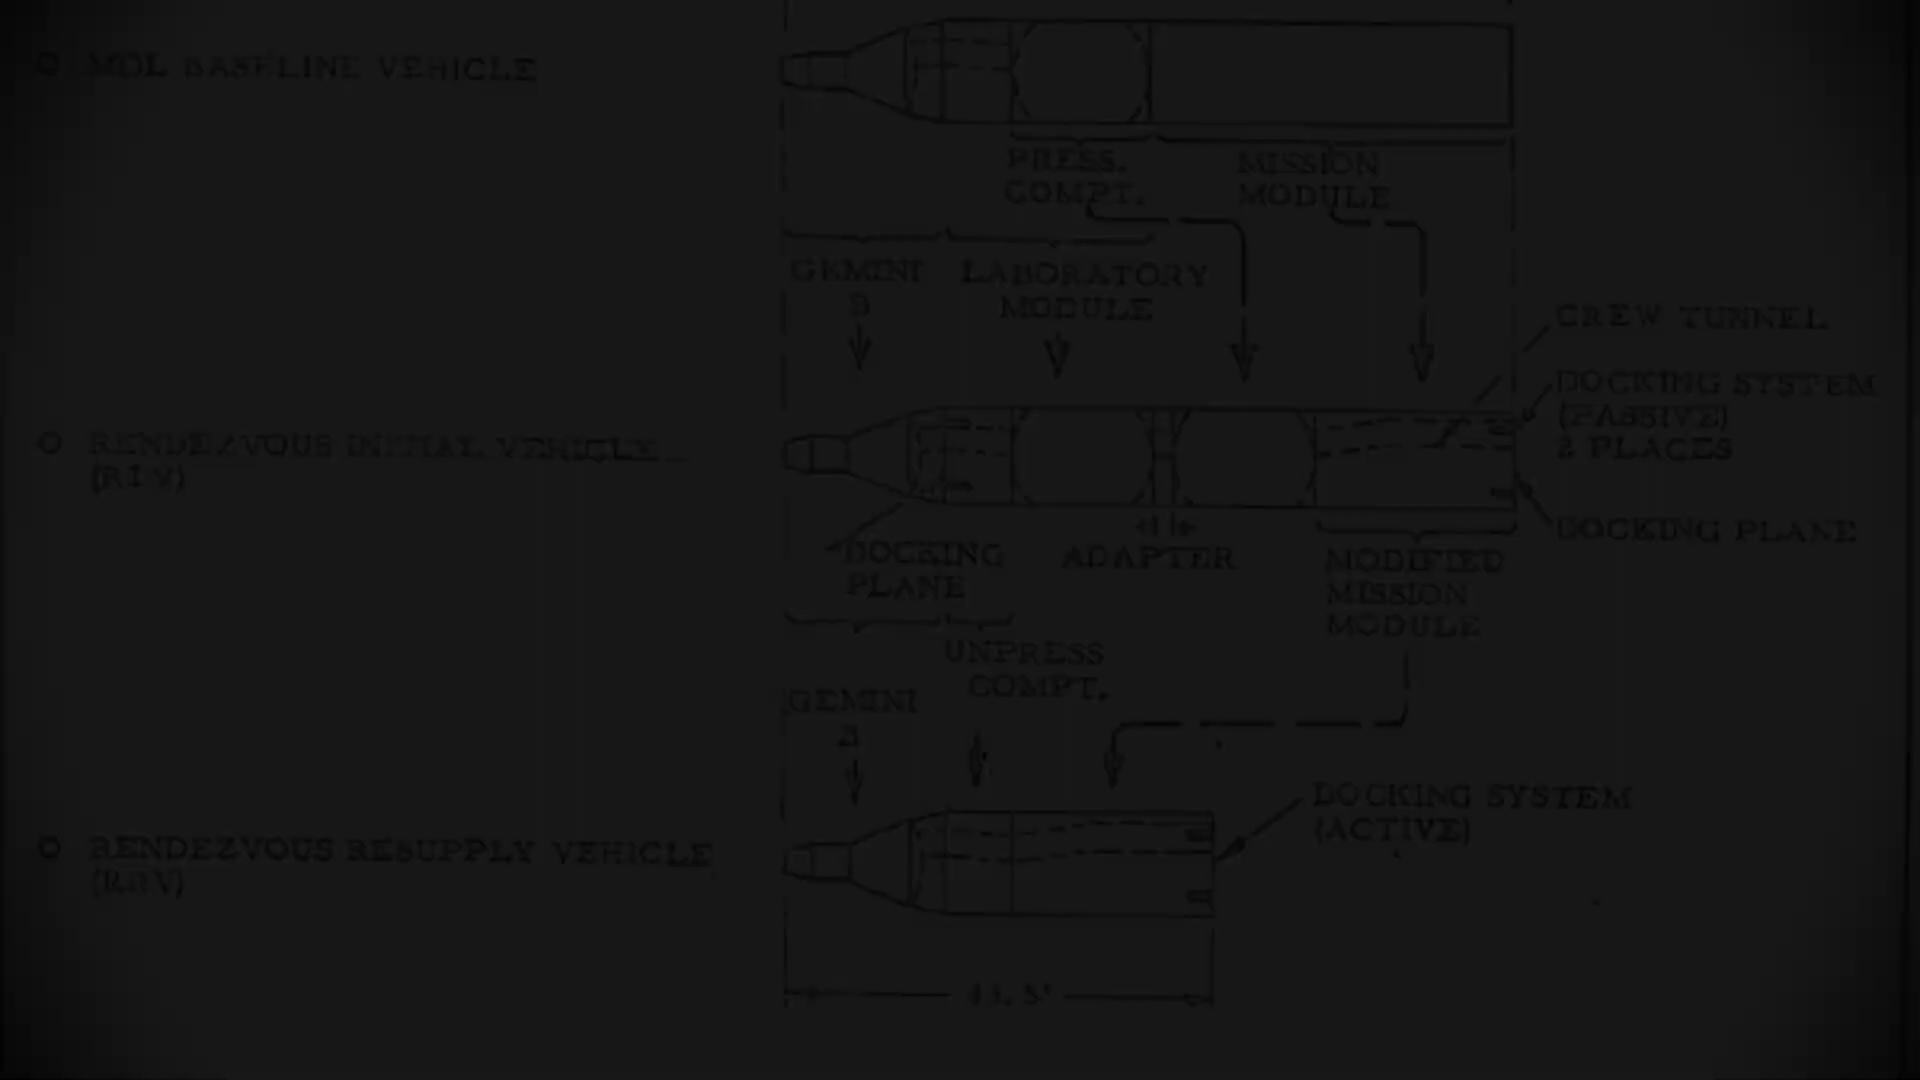 O MOL BASELINE VEHICLE
PRESS.
COMPT.
MISSION
MODULE
GEMINI
B
LABORATORY
MODULE
CREW TUNNEL
DOCKING SYSTEM
(PASSIVE)
2 PLACES
O RENDEZVOUS INITIAL VEHICLE
(RIV)
DOCKING PLANE
DOCKING
PLANE
ADAPTER
MODIFIED
MISSION
MODULE
UNPRESS
COMPT.
GEMINI
B
DOCKING SYSTEM
(ACTIVE)
O RENDEZVOUS RESUPPLY VEHICLE
(RRV)